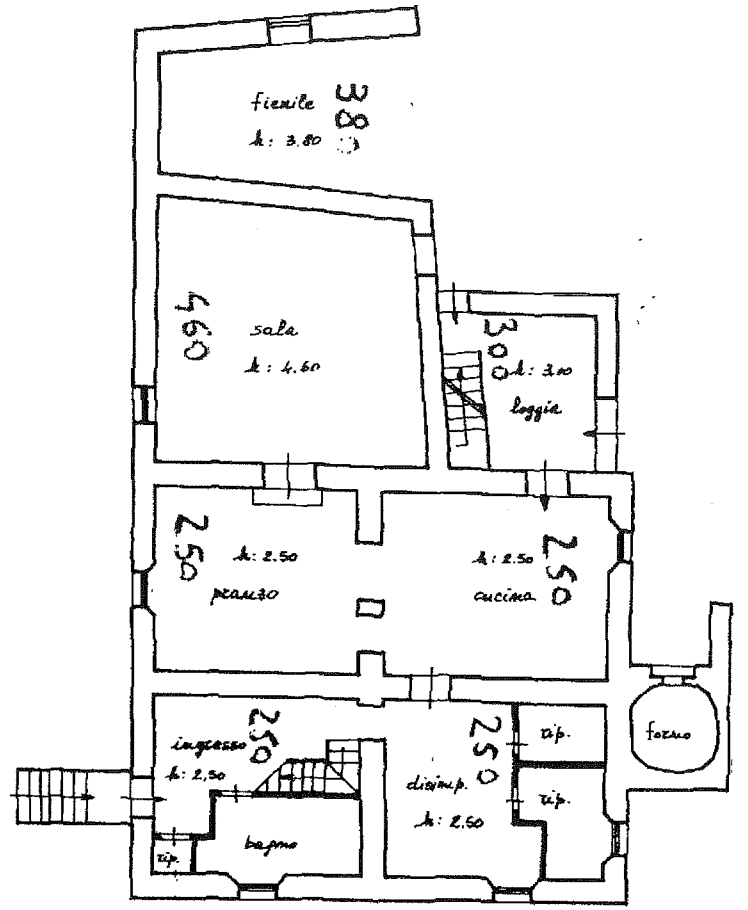 fienile
h: 3.80
380
460
sala
h: 4.60
300
h: 3.00
loggia
250
h: 2.50
pranzo
h: 2.50
cucina
250
ingresso
h: 2,50
250
disimp.
h: 2.50
250
rip.
rip.
forno
rip.
bagno